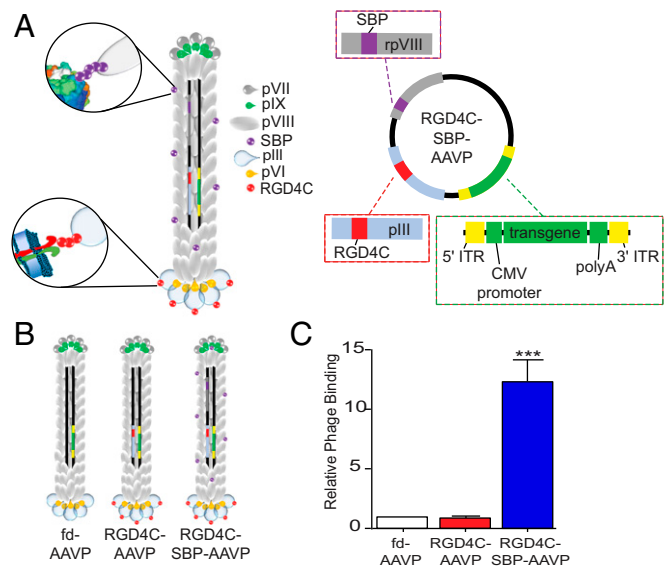 A
pVII
pIX
pVIII
SBP
pIII
pVI
RGD4C
SBP
rpVIII
RGD4C-
SBP-
AAVP
pIII
RGD4C
transgene
5' ITR
3' ITR
CMV
promoter
polyA
B
fd-
AAVP
RGD4C-
AAVP
RGD4C-
SBP-AAVP
C
Relative Phage Binding
15
10
5
0
***
fd-
AAVP
RGD4C-
AAVP
RGD4C-
SBP-AAVP